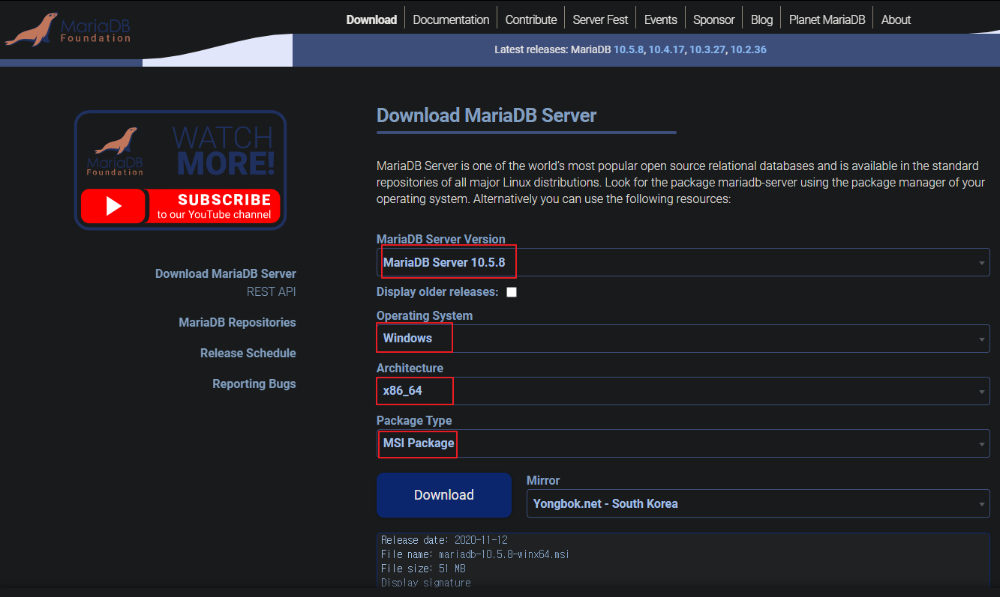 MariaDB
Foundation
Download
Documentation
Contribute
Server Fest
Events
Sponsor
Blog
Planet MariaDB
About
Latest releases: MariaDB 10.5.8, 10.4.17, 10.3.27, 10.2.36
MariaDB
Foundation
WATCH
MORE!
SUBSCRIBE
to our YouTube channel
Download MariaDB Server
REST API
MariaDB Repositories
Release Schedule
Reporting Bugs
Download MariaDB Server
MariaDB Server is one of the world’s most popular open source relational databases and is available in the standard
repositories of all major Linux distributions. Look for the package mariadb-server using the package manager of your
operating system. Alternatively you can use the following resources:
MariaDB Server Version
MariaDB Server 10.5.8
Display older releases:
Operating System
Windows
Architecture
x86_64
Package Type
MSI Package
Download
Mirror
Yongbok.net - South Korea
Release date: 2020-11-12
File name: mariadb-10.5.8-winx64.msi
File size: 51 MB
Display signature